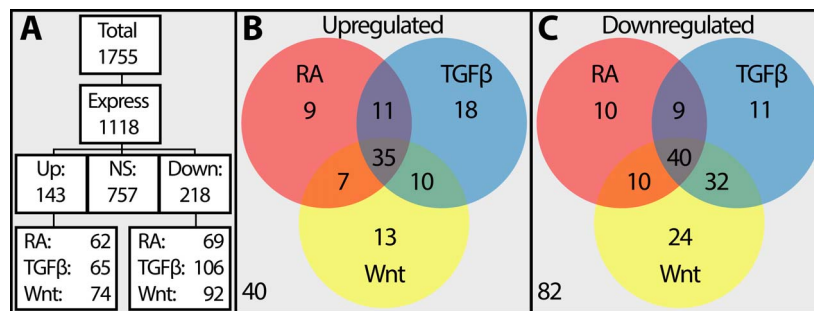 A
Total
1755
Express
1118
Up: NS: Down:
143 757 218
RA: 62
TGFβ: 65
Wnt: 74
RA: 69
TGFβ: 106
Wnt: 92
B
Upregulated
RA TGFβ
9 11 18
35
7 10
13
Wnt
40
C
Downregulated
RA TGFβ
10 9 11
40
10 32
24
Wnt
82